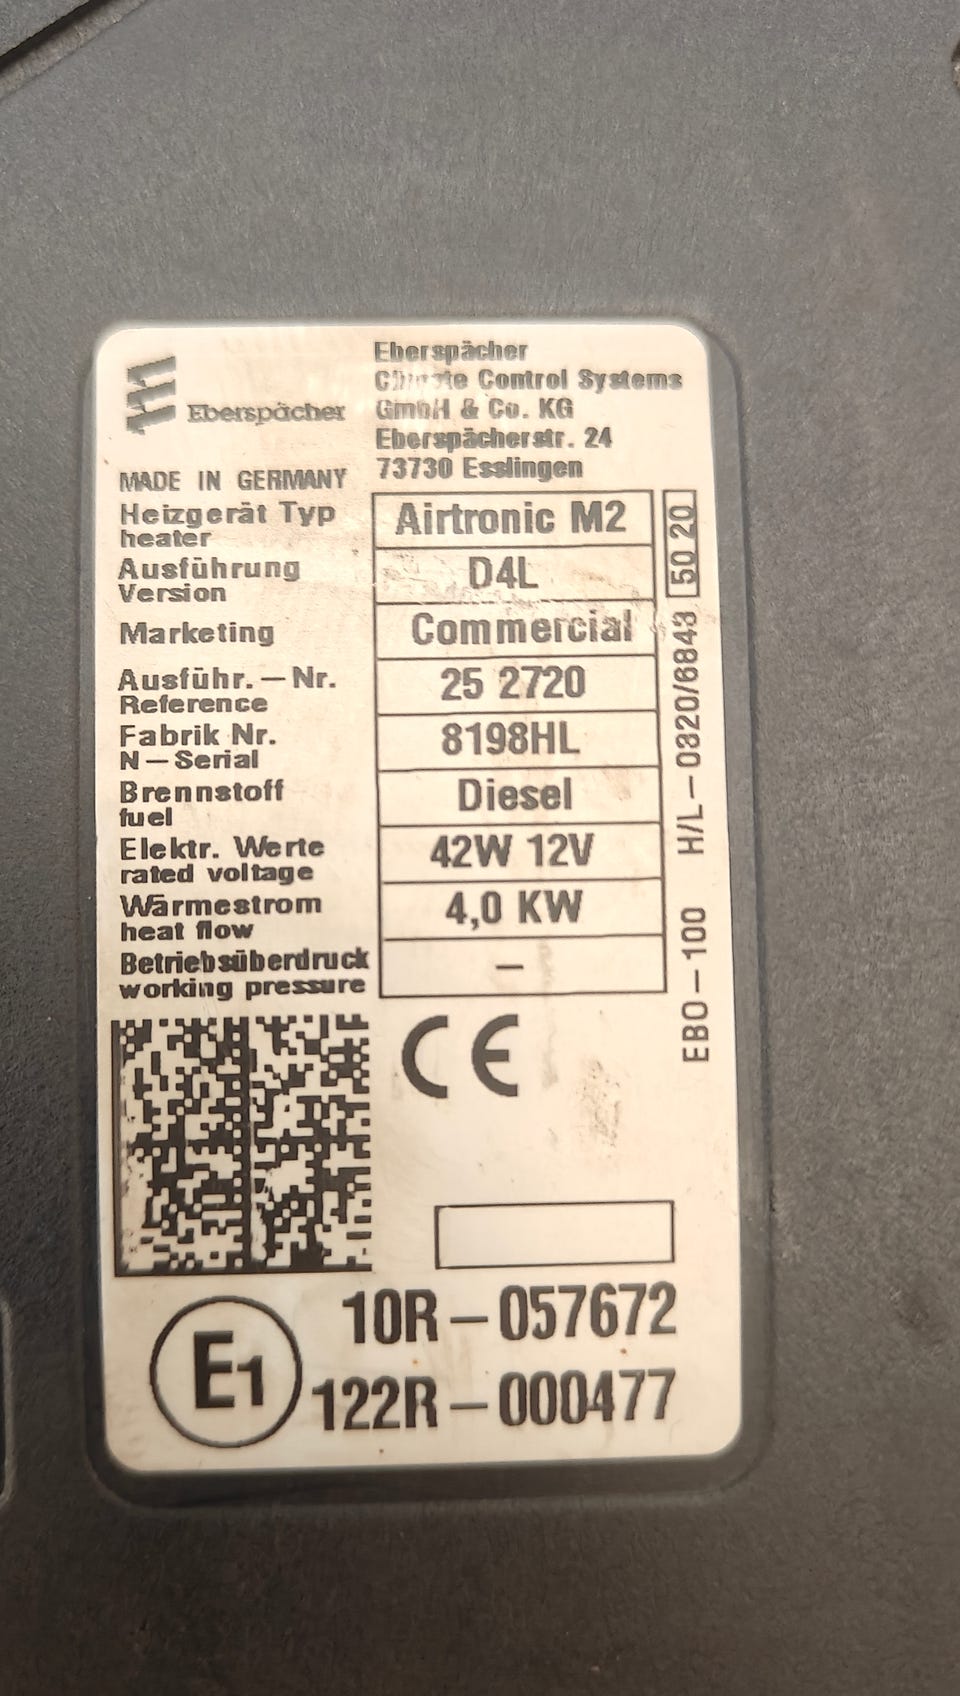 Eberspächer
Eberspächer
Climate Control Systems
GmbH & Co. KG
Eberspächerstr. 24
73730 Esslingen
MADE IN GERMANY
Heizgerät Typ
heater
Airtronic M2
Ausführung
Version
D4L
Marketing
Commercial
Ausführ.-Nr.
Reference
25 2720
Fabrik Nr.
N-Serial
8198HL
Brennstoff
fuel
Diesel
Elektr. Werte
rated voltage
42W 12V
Wärmestrom
heat flow
4,0 KW
Betriebsüberdruck
working pressure
–
EBO-100 H/L-0320/6843 50 20
CE
E1
10R-057672
122R-000477